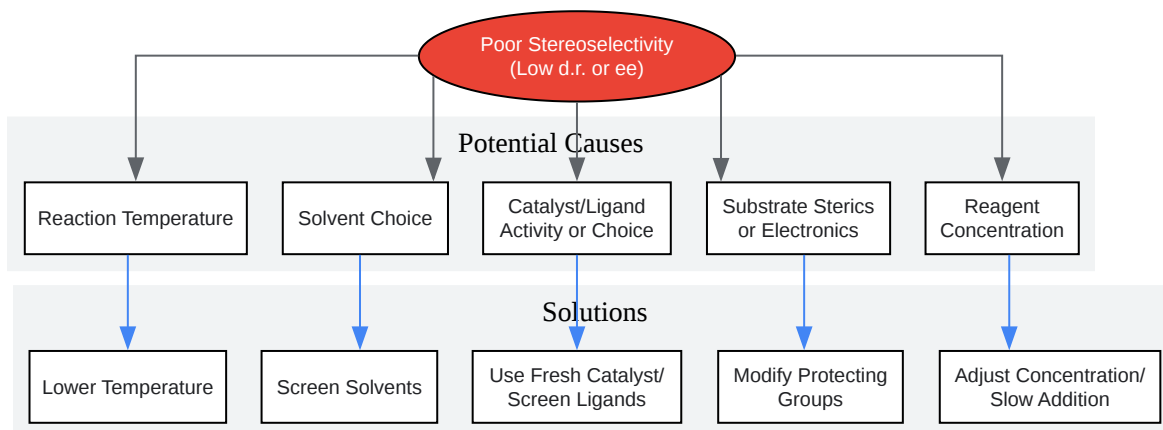 Poor Stereoselectivity
(Low d.r. or ee)
Potential Causes
Reaction Temperature
Solvent Choice
Catalyst/Ligand
Activity or Choice
Substrate Sterics
or Electronics
Reagent
Concentration
Solutions
Lower Temperature
Screen Solvents
Use Fresh Catalyst/
Screen Ligands
Modify Protecting
Groups
Adjust Concentration/
Slow Addition